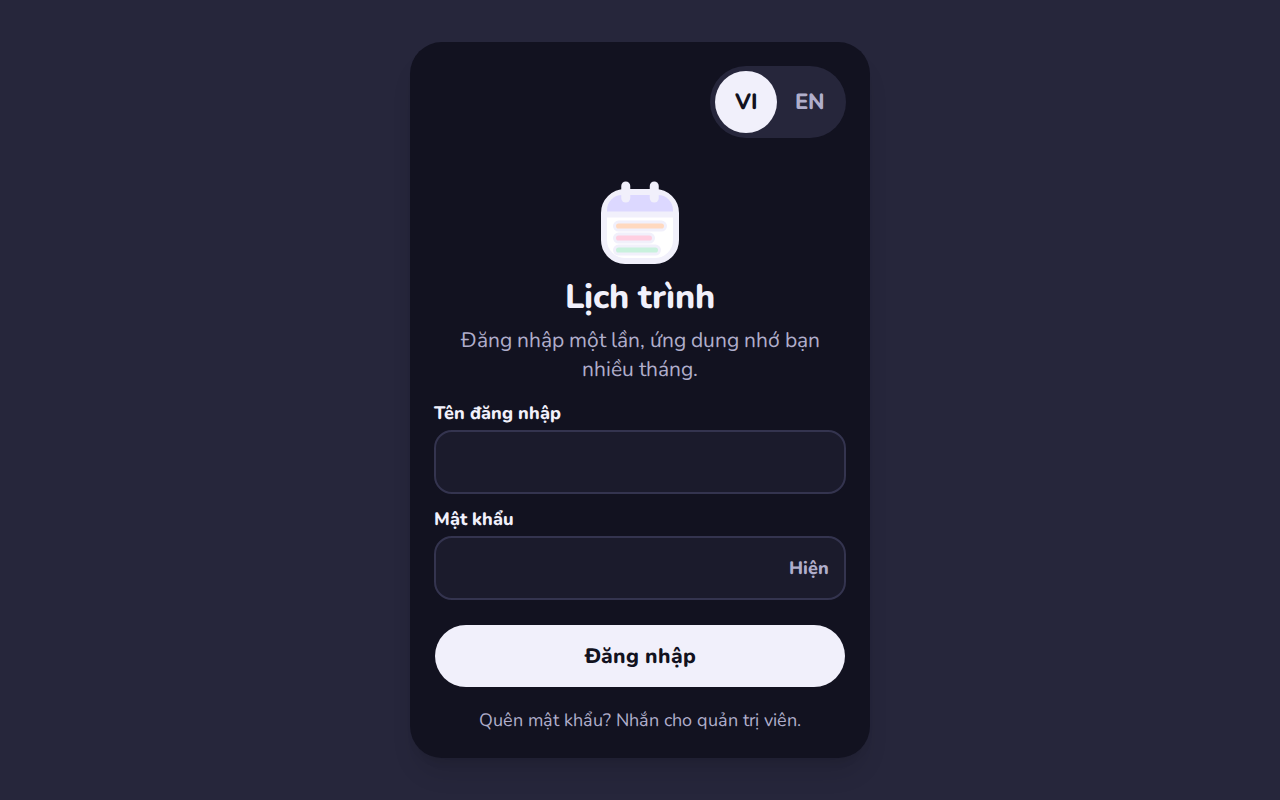 VI EN
Lịch trình
Đăng nhập một lần, ứng dụng nhớ bạn
nhiều tháng.
Tên đăng nhập
Mật khẩu
Hiện
Đăng nhập
Quên mật khẩu? Nhắn cho quản trị viên.